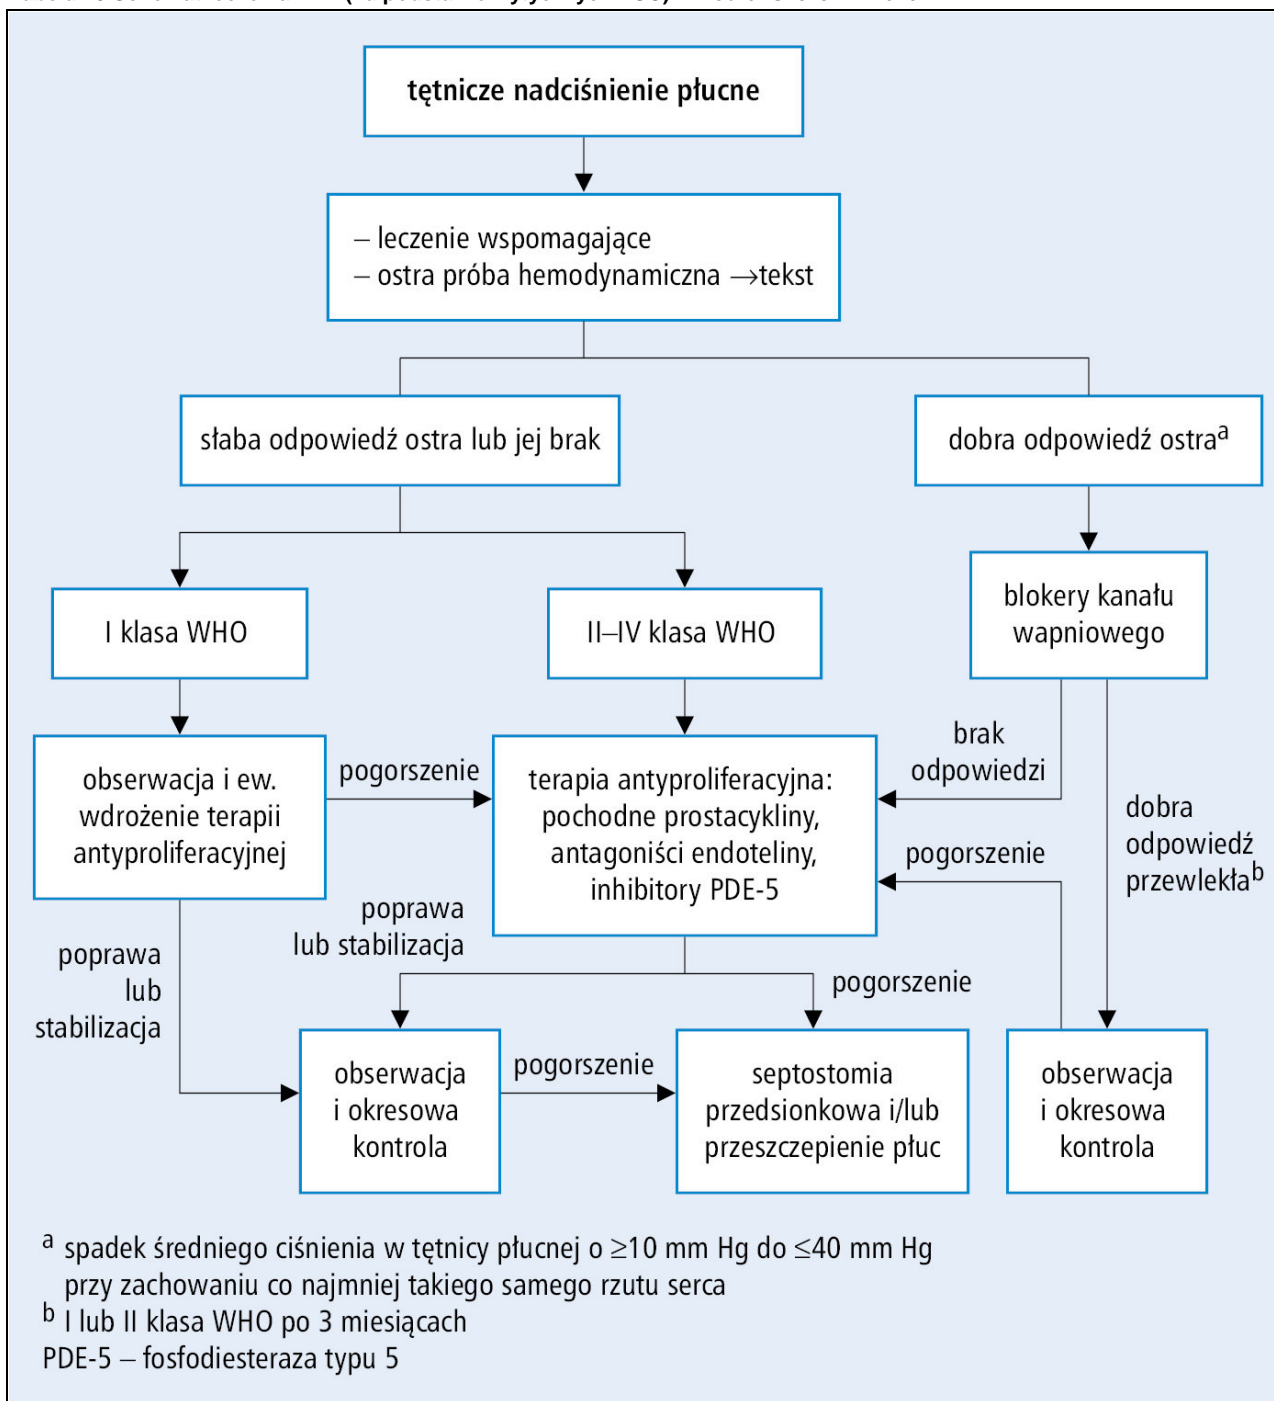 tętnicze nadciśnienie płucne
– leczenie wspomagające
– ostra próba hemodynamiczna →tekst
słaba odpowiedź ostra lub jej brak
dobra odpowiedź ostraᵃ
I klasa WHO
II–IV klasa WHO
blokery kanału
wapniowego
obserwacja i ew.
wdrożenie terapii
antyproliferacyjnej
pogorszenie
terapia antyproliferacyjna:
pochodne prostacykliny,
antagoniści endoteliny,
inhibitory PDE-5
brak
odpowiedzi
pogorszenie
dobra
odpowiedź
przewlekłaᵇ
poprawa
lub
stabilizacja
poprawa
lub stabilizacja
pogorszenie
obserwacja
i okresowa
kontrola
pogorszenie
septostomia
przedsionkowa i/lub
przeszczepienie płuc
obserwacja
i okresowa
kontrola
ᵃ spadek średniego ciśnienia w tętnicy płucnej o ≥10 mm Hg do ≤40 mm Hg
przy zachowaniu co najmniej takiego samego rzutu serca
ᵇ I lub II klasa WHO po 3 miesiącach
PDE-5 – fosfodiesteraza typu 5